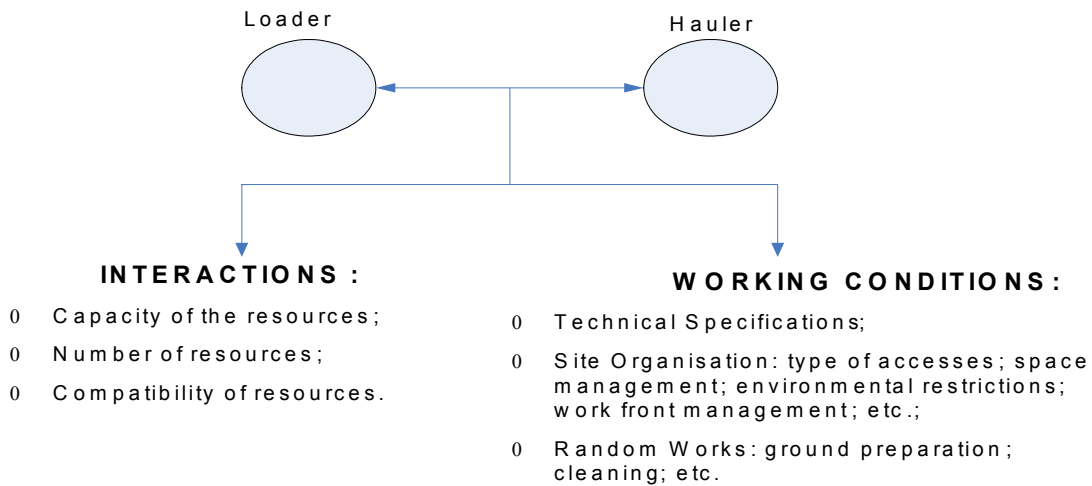 Loader
Hauler
INTERACTIONS :
0 Capacity of the resources;
0 Number of resources;
0 Compatibility of resources.
WORKING CONDITIONS:
0 Technical Specifications;
0 Site Organisation: type of accesses; space
management; environmental restrictions;
work front management; etc.;
0 Random Works: ground preparation;
cleaning; etc.